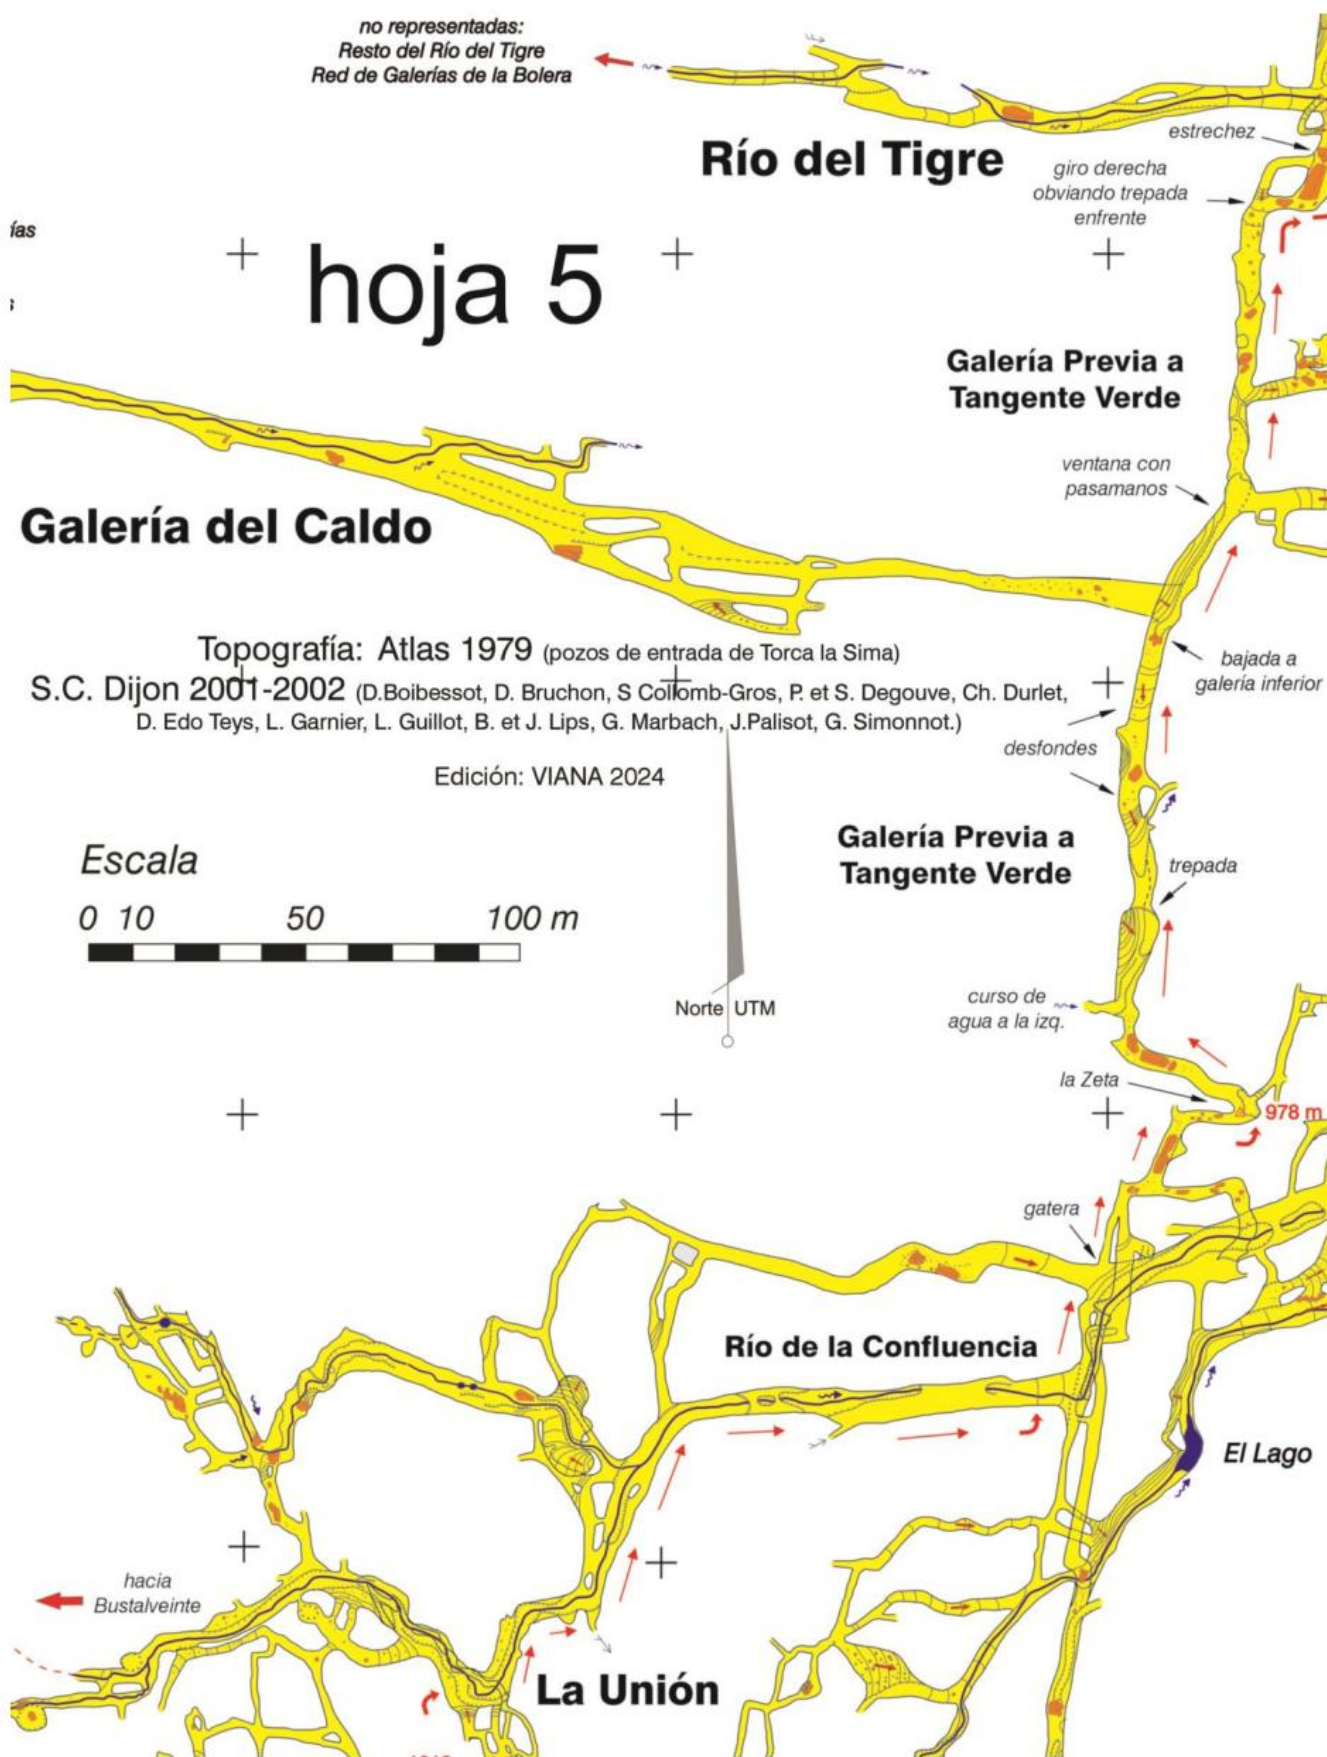 no representadas:
Resto del Río del Tigre
Red de Galerías de la Bolera
Río del Tigre
estrechez
giro derecha
obviando trepada
enfrente
ías
hoja 5
Galería Previa a
Tangente Verde
ventana con
pasamanos
Galería del Caldo
Topografía: Atlas 1979 (pozos de entrada de Torca la Sima)
S.C. Dijon 2001-2002 (D.Boibessot, D. Bruchon, S Collomb-Gros, P. et S. Degouve, Ch. Durlet,
D. Edo Teys, L. Garnier, L. Guillot, B. et J. Lips, G. Marbach, J.Palisot, G. Simonnot.)
bajada a
galería inferior
desfondes
Edición: VIANA 2024
Galería Previa a
Tangente Verde
trepada
Escala
0 10 50 100 m
Norte UTM
curso de
agua a la izq.
la Zeta
978 m
gatera
Río de la Confluencia
El Lago
hacia
Bustalveinte
La Unión